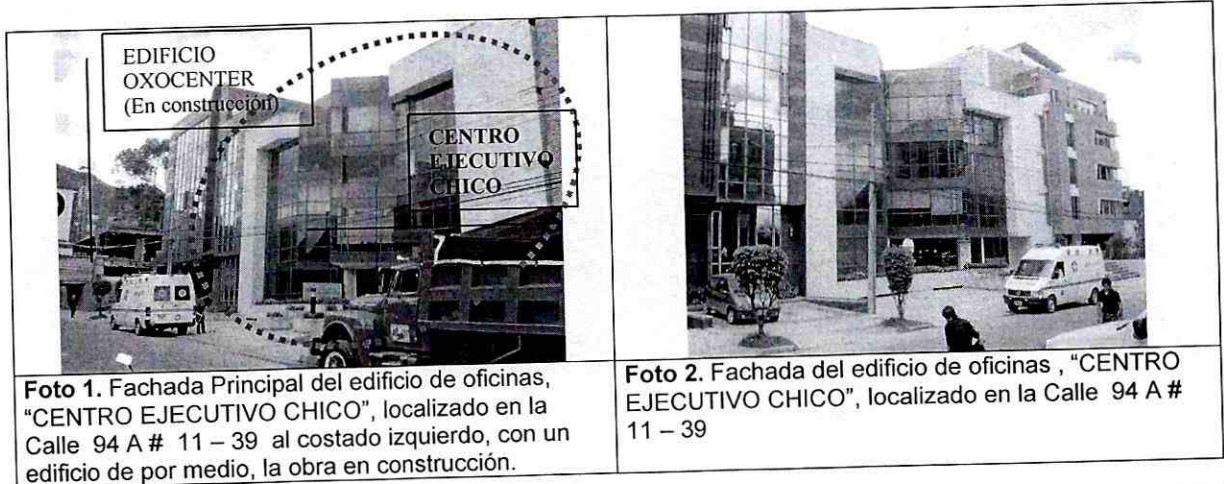 EDIFICIO
OXOCENTER
(En construcción)
CENTRO
EJECUTIVO
CHICO
Foto 1. Fachada Principal del edificio de oficinas,
“CENTRO EJECUTIVO CHICO”, localizado en la
Calle 94 A # 11 – 39 al costado izquierdo, con un
edificio de por medio, la obra en construcción.
Foto 2. Fachada del edificio de oficinas , “CENTRO
EJECUTIVO CHICO”, localizado en la Calle 94 A #
11 – 39